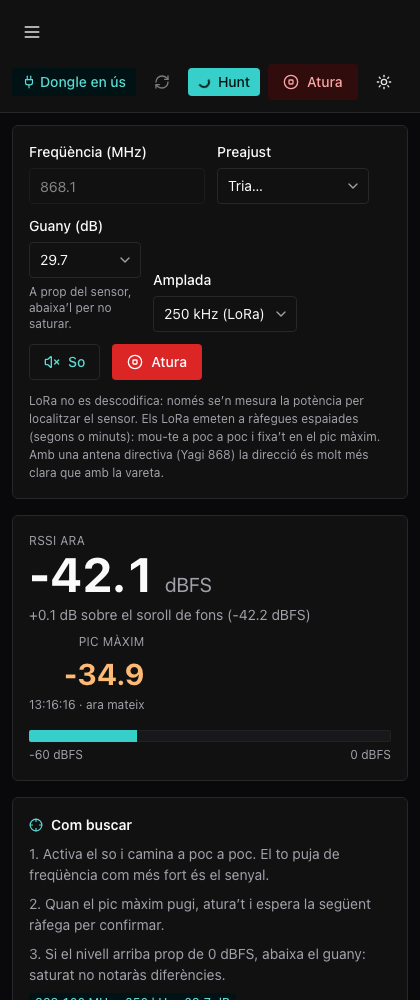 Dongle en ús
Hunt
Atura
Freqüència (MHz)
Preajust
868.1
Tria...
Guany (dB)
29.7
A prop del sensor,
abaixa'l per no
saturar.
Amplada
250 kHz (LoRa)
So
Atura
LoRa no es descodifica: només se'n mesura la potència per
localitzar el sensor. Els LoRa emeten a ràfegues espaiades
(segons o minuts): mou-te a poc a poc i fixa't en el pic màxim.
Amb una antena directiva (Yagi 868) la direcció és molt més
clara que amb la vareta.
RSSI ARA
-42.1 dBFS
+0.1 dB sobre el soroll de fons (-42.2 dBFS)
PIC MÀXIM
-34.9
13:16:16 · ara mateix
-60 dBFS
0 dBFS
Com buscar
1. Activa el so i camina a poc a poc. El to puja de
freqüència com més fort és el senyal.
2. Quan el pic màxim pugi, atura't i espera la següent
ràfega per confirmar.
3. Si el nivell arriba prop de 0 dBFS, abaixa el guany:
saturat no notaràs diferències.